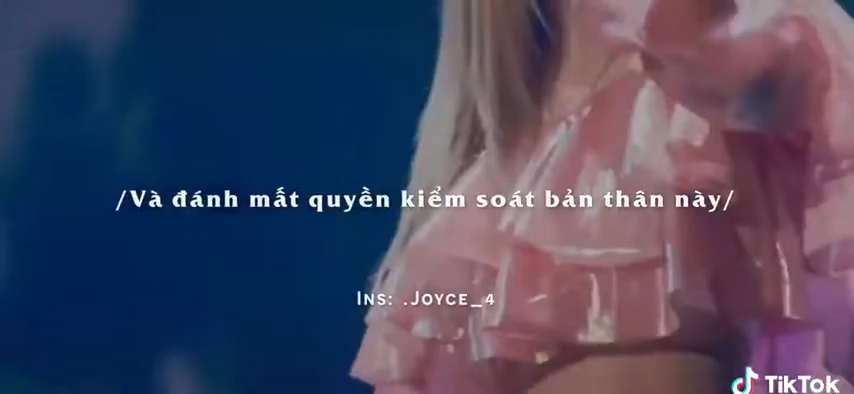 /Và đánh mất quyền kiểm soát bản thân này/
Ins: .Joyce_4
TikTok